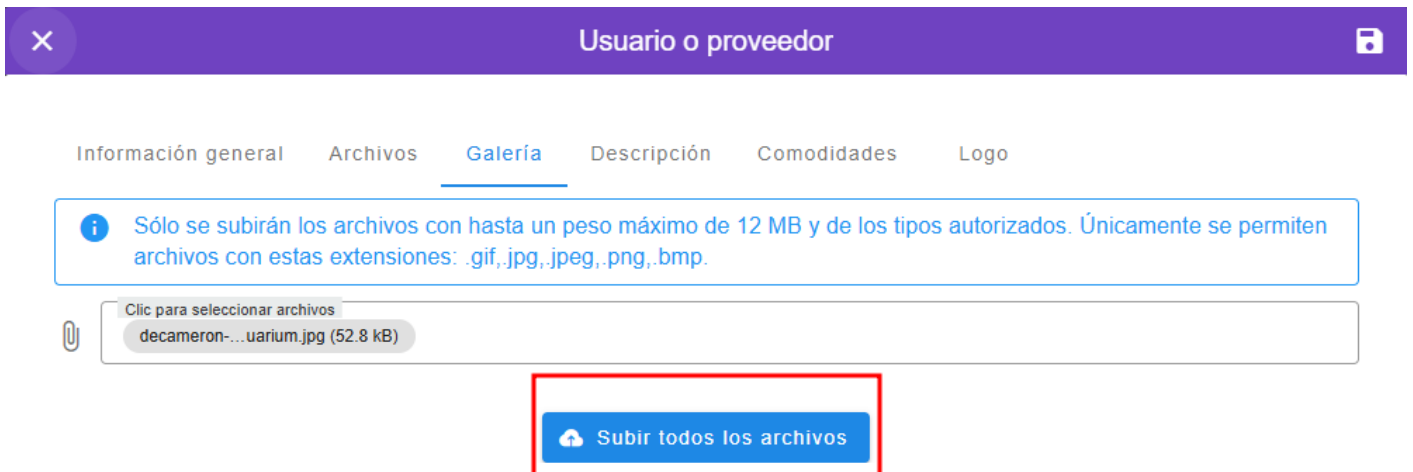 Usuario o proveedor
Información general Archivos Galería Descripción Comodidades Logo
Sólo se subirán los archivos con hasta un peso máximo de 12 MB y de los tipos autorizados. Únicamente se permiten
archivos con estas extensiones: .gif,.jpg,.jpeg,.png,.bmp.
Clic para seleccionar archivos
decameron-...uarium.jpg (52.8 kB)
Subir todos los archivos